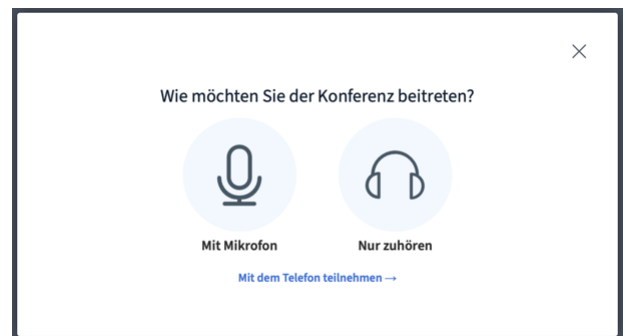 Wie möchten Sie der Konferenz beitreten?
Mit Mikrofon
Nur zuhören
Mit dem Telefon teilnehmen →